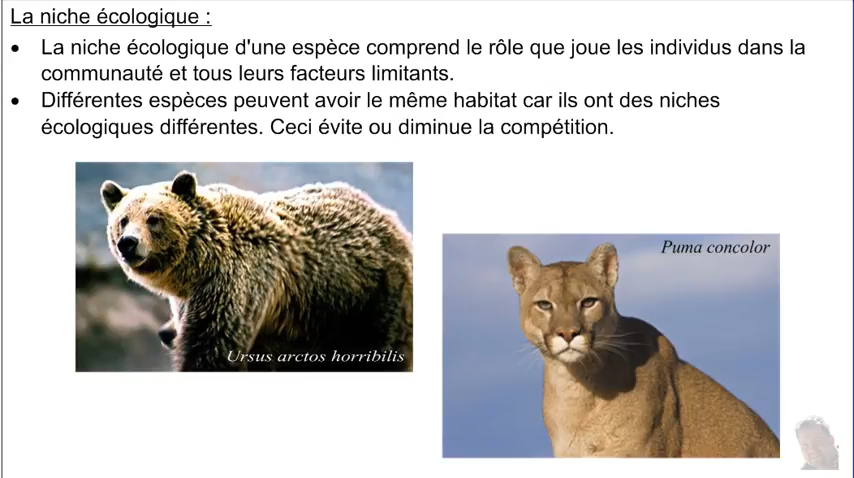 La niche écologique :
• La niche écologique d'une espèce comprend le rôle que joue les individus dans la
communauté et tous leurs facteurs limitants.
• Différentes espèces peuvent avoir le même habitat car ils ont des niches
écologiques différentes. Ceci évite ou diminue la compétition.
Puma concolor
Ursus arctos horribilis